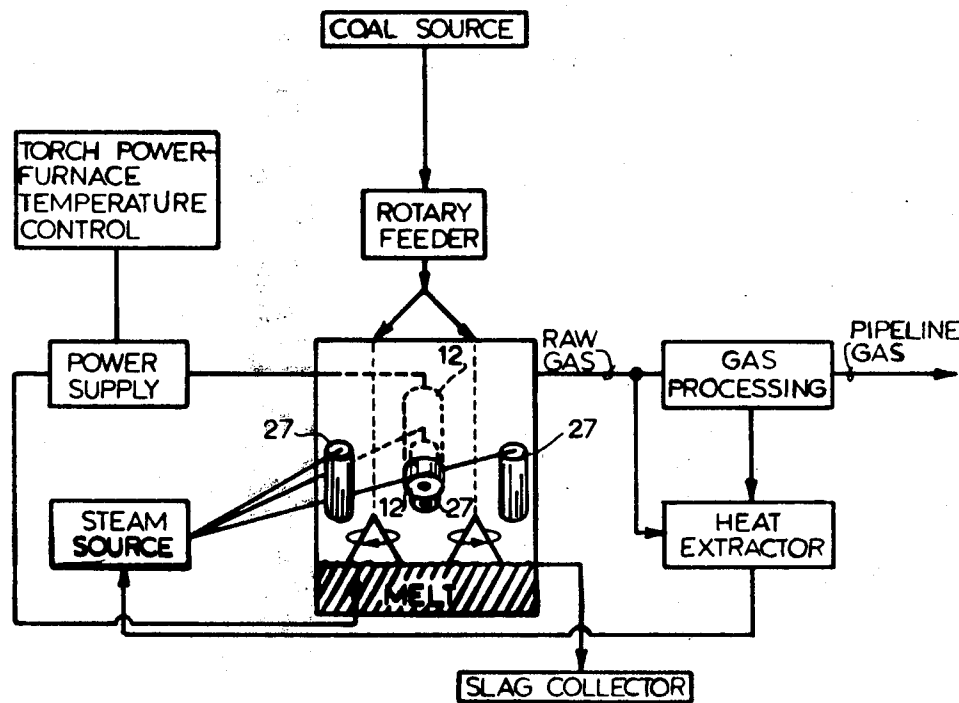 COAL SOURCE
TORCH POWER-
FURNACE
TEMPERATURE
CONTROL
ROTARY
FEEDER
POWER
SUPPLY
12
RAW
GAS
GAS
PROCESSING
PIPELINE
GAS
27
27
STEAM
SOURCE
12
27
HEAT
EXTRACTOR
MELT
SLAG COLLECTOR